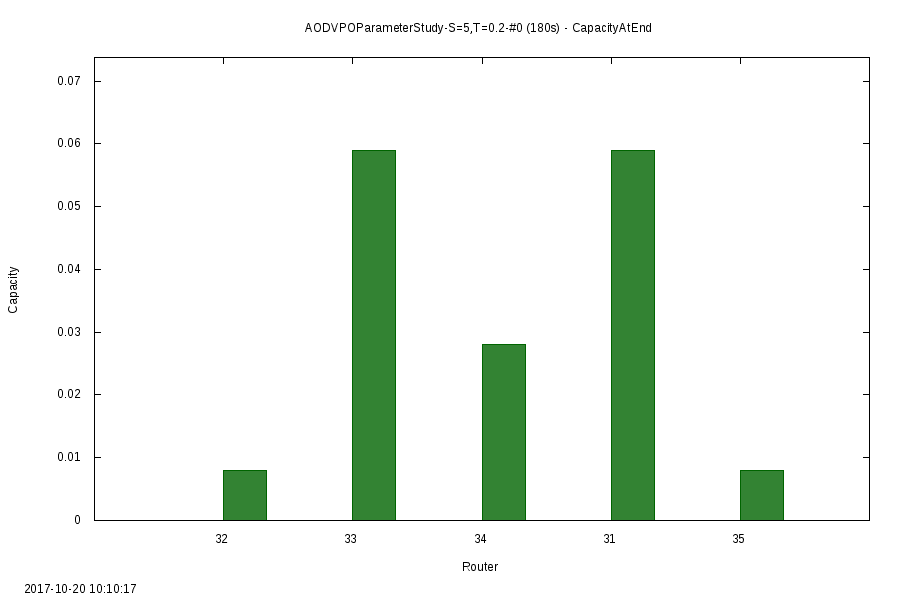 AODVPOParameterStudy-S=5,T=0.2-#0 (180s) - CapacityAtEnd
0.07
0.06
0.05
0.04
0.03
0.02
0.01
0
Capacity
32 33 34 31 35
Router
2017-10-20 10:10:17